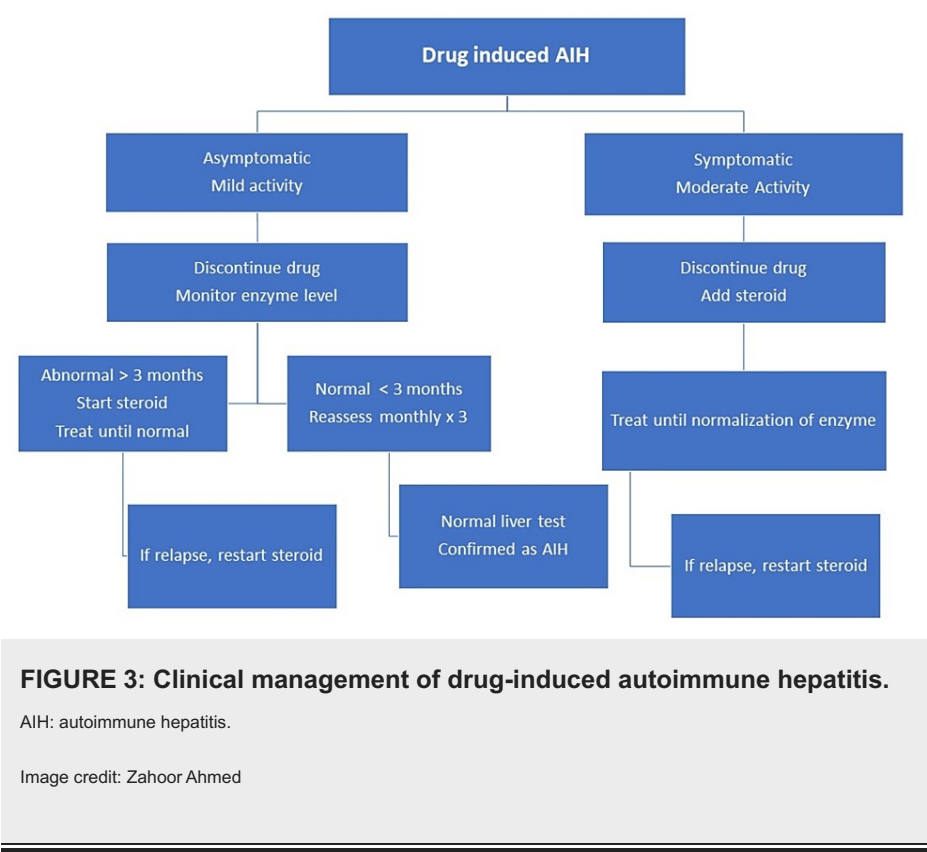 Drug induced AIH
Asymptomatic
Mild activity
Symptomatic
Moderate Activity
Discontinue drug
Monitor enzyme level
Discontinue drug
Add steroid
Abnormal > 3 months
Start steroid
Treat until normal
Normal < 3 months
Reassess monthly x 3
Treat until normalization of enzyme
If relapse, restart steroid
Normal liver test
Confirmed as AIH
If relapse, restart steroid
FIGURE 3: Clinical management of drug-induced autoimmune hepatitis.
AIH: autoimmune hepatitis.
Image credit: Zahoor Ahmed